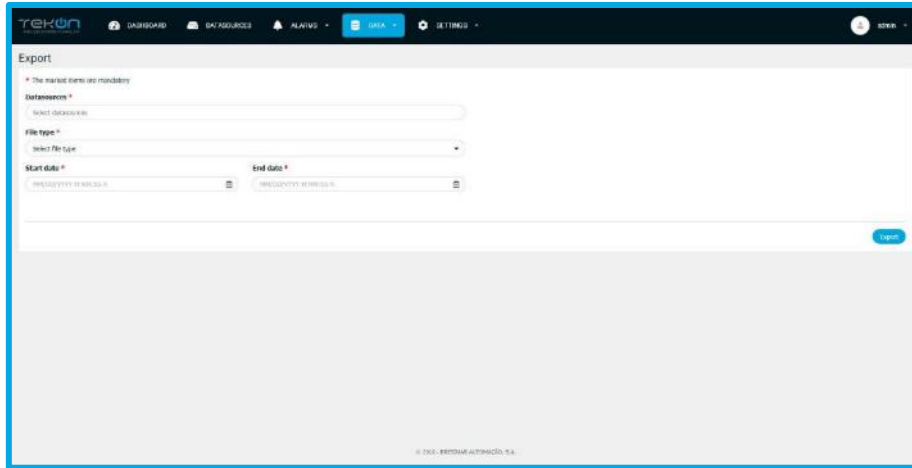 TEKON
DASHBOARD DATASOURCES ALARMS DATA SETTINGS admin
Export
* The marked items are mandatory
Datasources *
Select datasources
File type *
Select file type
Start date * End date *
Export